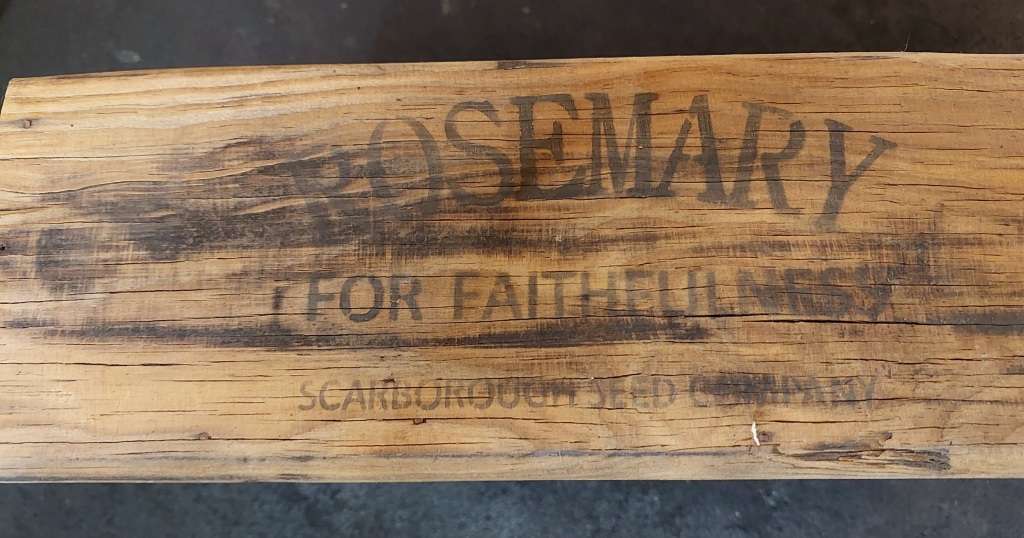 ROSEMARY
FOR FAITHFULNESS
SCARBOROUGH SEED COMPANY